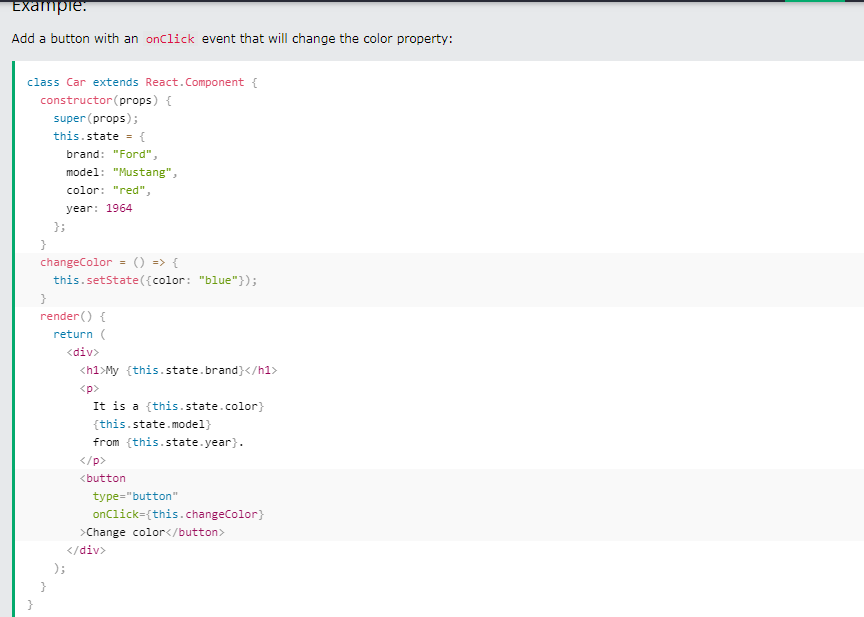 Example:
Add a button with an onClick event that will change the color property:
class Car extends React.Component {
  constructor(props) {
    super(props);
    this.state = {
      brand: "Ford",
      model: "Mustang",
      color: "red",
      year: 1964
    };
  }
  changeColor = () => {
    this.setState({color: "blue"});
  }
  render() {
    return (
      <div>
        <h1>My {this.state.brand}</h1>
        <p>
          It is a {this.state.color}
          {this.state.model}
          from {this.state.year}.
        </p>
        <button
          type="button"
          onClick={this.changeColor}
        >Change color</button>
      </div>
    );
  }
}